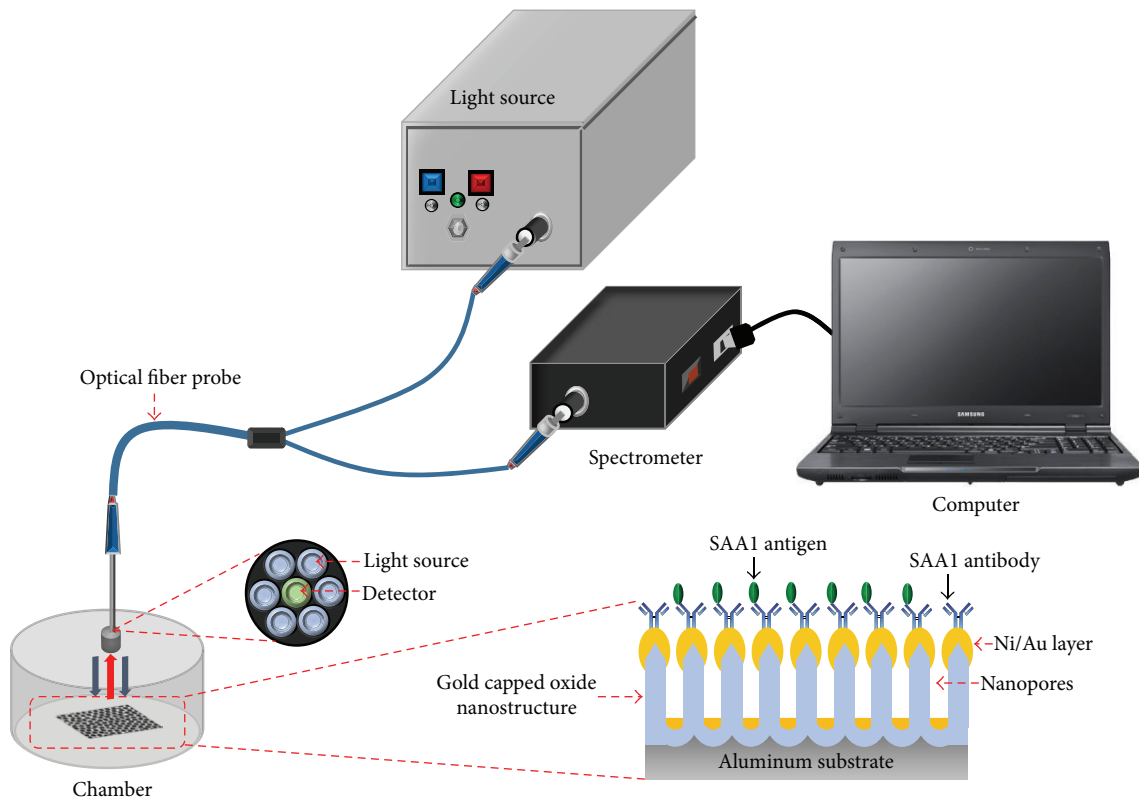 Light source
Optical fiber probe
Spectrometer
SAMSUNG
Computer
Light source
Detector
SAA1 antigen
SAA1 antibody
Ni/Au layer
Gold capped oxide
nanostructure
Nanopores
Aluminum substrate
Chamber